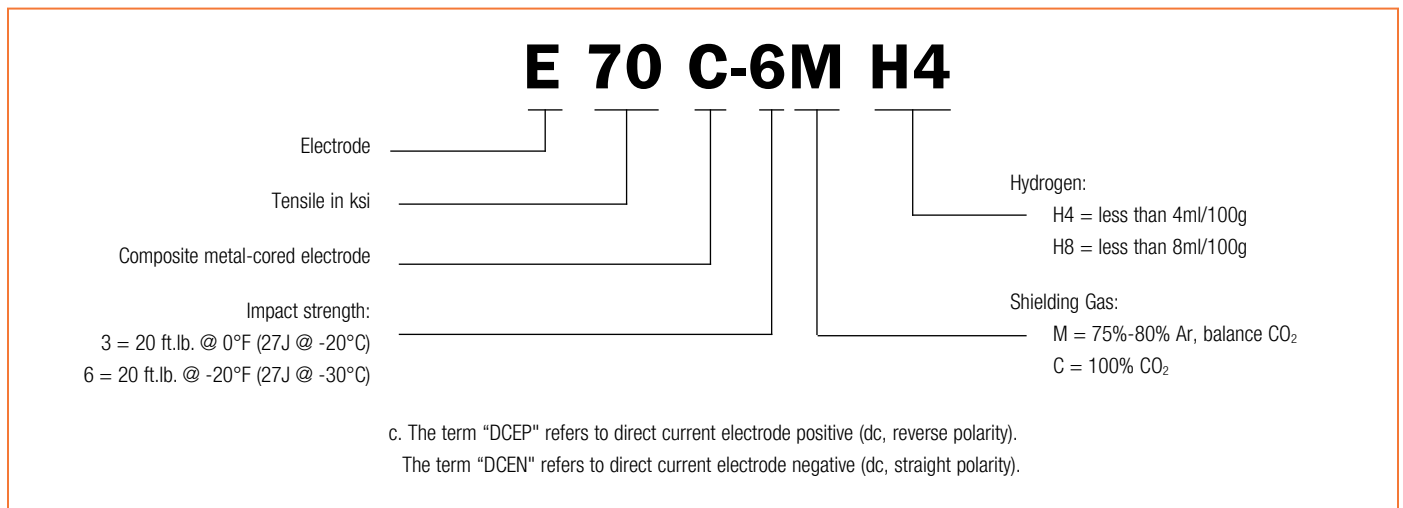 E 70 C-6M H4
Electrode
Tensile in ksi
Composite metal-cored electrode
Impact strength:
3 = 20 ft.lb. @ 0°F (27J @ -20°C)
6 = 20 ft.lb. @ -20°F (27J @ -30°C)
Hydrogen:
H4 = less than 4ml/100g
H8 = less than 8ml/100g
Shielding Gas:
M = 75%-80% Ar, balance CO₂
C = 100% CO₂
c. The term “DCEP" refers to direct current electrode positive (dc, reverse polarity).
The term “DCEN" refers to direct current electrode negative (dc, straight polarity).